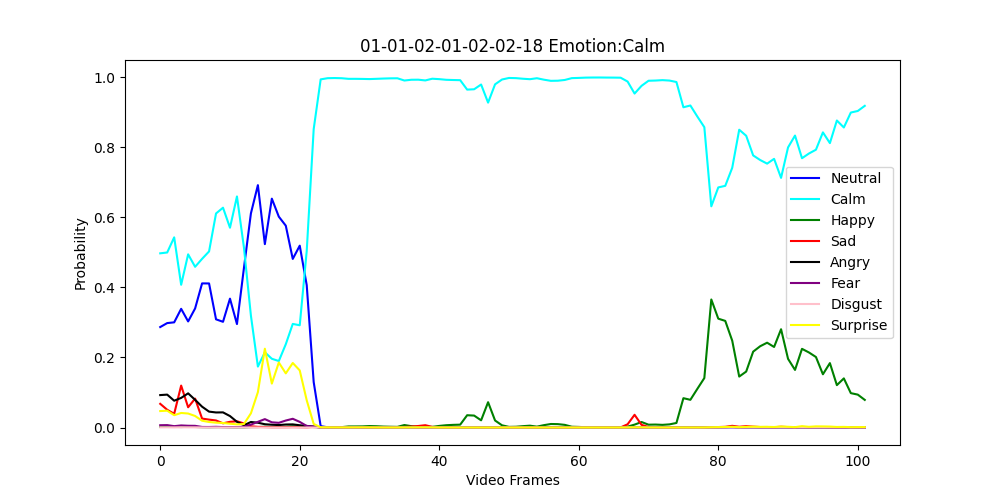 01-01-02-01-02-02-18 Emotion:Calm
Probability
1.0
0.8
0.6
0.4
0.2
0.0
0
20
40
60
80
100
Video Frames
Neutral
Calm
Happy
Sad
Angry
Fear
Disgust
Surprise